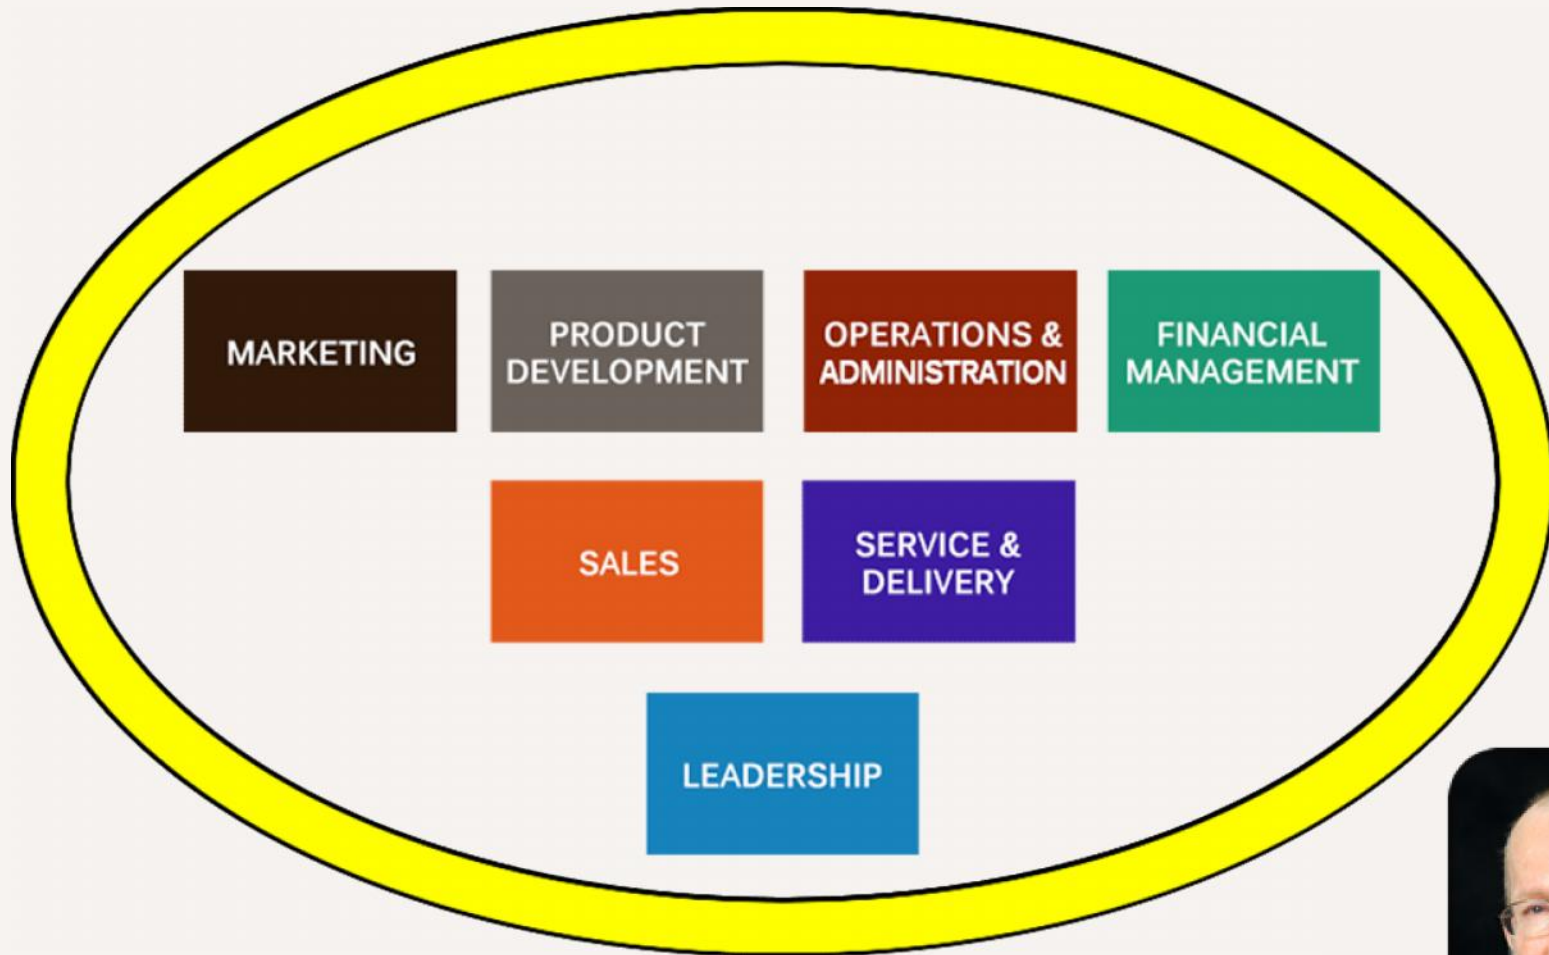 MARKETING
PRODUCT
DEVELOPMENT
OPERATIONS &
ADMINISTRATION
FINANCIAL
MANAGEMENT
SALES
SERVICE &
DELIVERY
LEADERSHIP